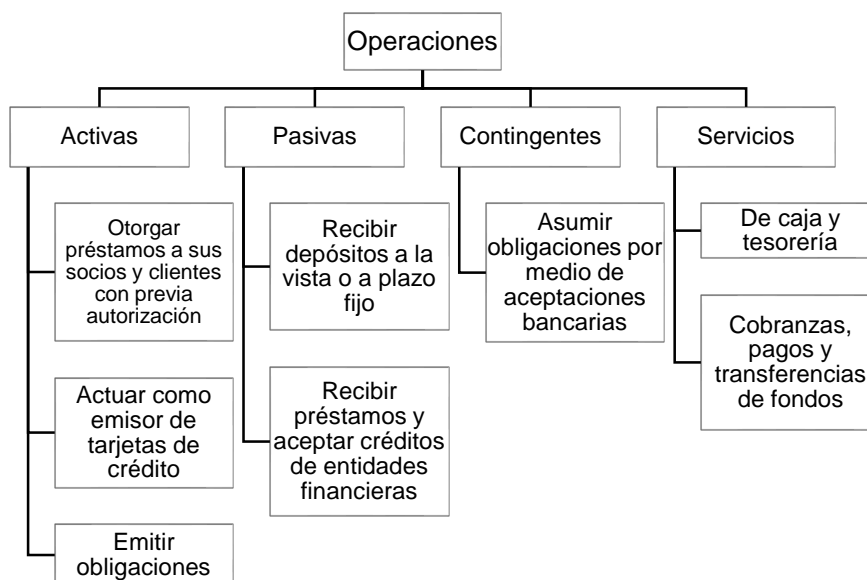 Operaciones
Activas
Pasivas
Contingentes
Servicios
Otorgar
préstamos a sus
socios y clientes
con previa
autorización
Actuar como
emisor de
tarjetas de
crédito
Emitir
obligaciones
Recibir
depósitos a la
vista o a plazo
fijo
Recibir
préstamos y
aceptar créditos
de entidades
financieras
Asumir
obligaciones por
medio de
aceptaciones
bancarias
De caja y
tesorería
Cobranzas,
pagos y
transferencias
de fondos